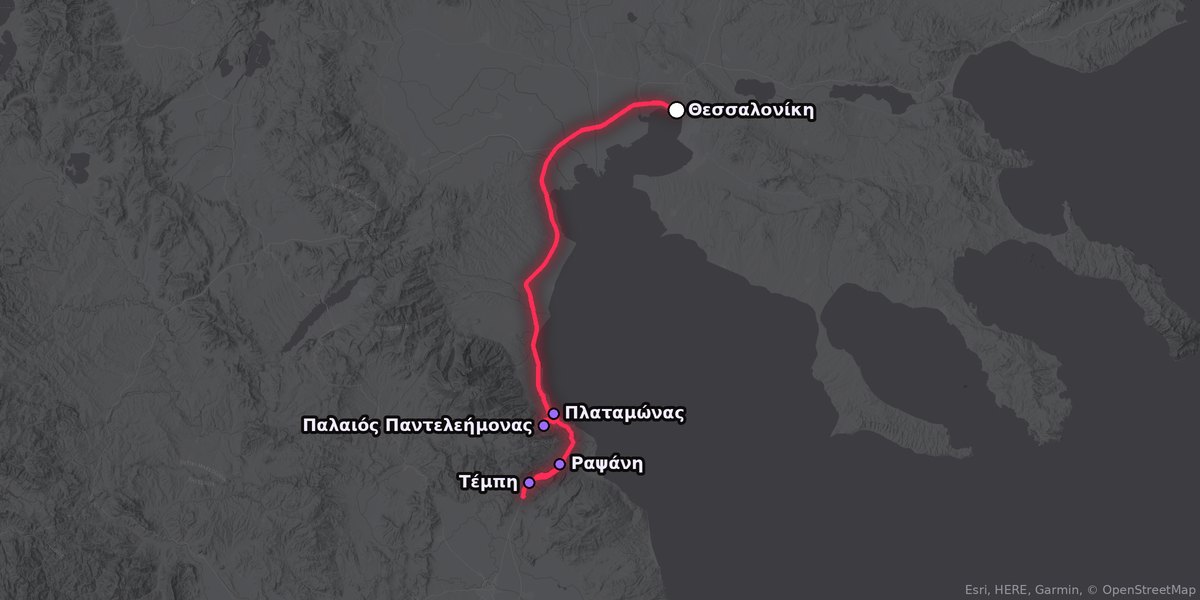 Θεσσαλονίκη
Πλαταμώνας
Παλαιός Παντελεήμονας
Ραψάνη
Τέμπη
Esri, HERE, Garmin, © OpenStreetMap